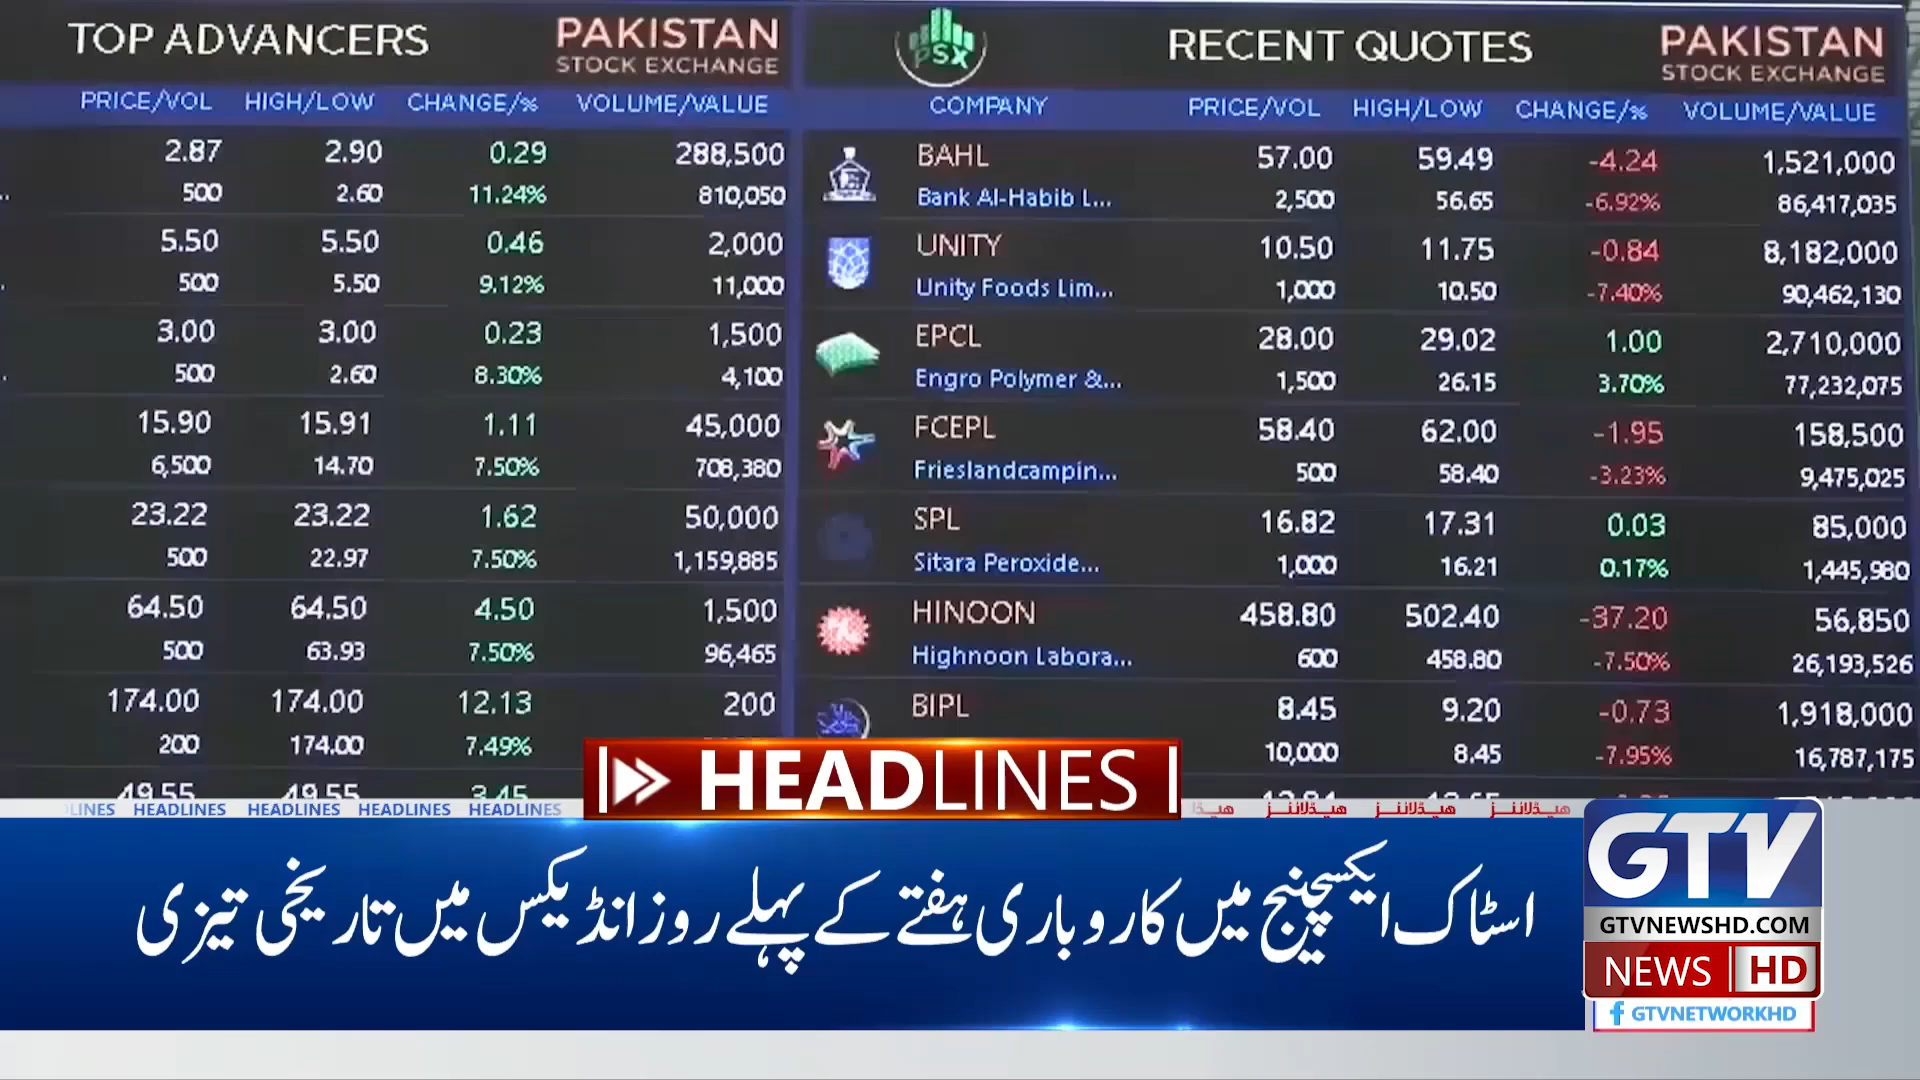 TOP ADVANCERS
PAKISTAN
STOCK EXCHANGE
PRICE/VOL HIGH/LOW CHANGE/% VOLUME/VALUE
2.87 2.90 0.29 288,500
500 2.60 11.24% 810,050
5.50 5.50 0.46 2,000
500 5.50 9.12% 11,000
3.00 3.00 0.23 1,500
500 2.60 8.30% 4,100
15.90 15.91 1.11 45,000
6,500 14.70 7.50% 708,380
23.22 23.22 1.62 50,000
500 22.97 7.50% 1,159,885
64.50 64.50 4.50 1,500
500 63.93 7.50% 96,465
174.00 174.00 12.13 200
200 174.00 7.49%
49.55 49.55 3.45
PSX
RECENT QUOTES
PAKISTAN
STOCK EXCHANGE
COMPANY PRICE/VOL HIGH/LOW CHANGE/% VOLUME/VALUE
BAHL 57.00 59.49 -4.24 1,521,000
Bank Al-Habib L... 2,500 56.65 -6.92% 86,417,035
UNITY 10.50 11.75 -0.84 8,182,000
Unity Foods Lim... 1,000 10.50 -7.40% 90,462,130
EPCL 28.00 29.02 1.00 2,710,000
Engro Polymer &... 1,500 26.15 3.70% 77,232,075
FCEPL 58.40 62.00 -1.95 158,500
Frieslandcampin... 500 58.40 -3.23% 9,475,025
SPL 16.82 17.31 0.03 85,000
Sitara Peroxide... 1,000 16.21 0.17% 1,445,980
HINOON 458.80 502.40 -37.20 56,850
Highnoon Labora... 600 458.80 -7.50% 26,193,526
BIPL 8.45 9.20 -0.73 1,918,000
10,000 8.45 -7.95% 16,787,175
HEADLINES
LINES HEADLINES HEADLINES HEADLINES HEADLINES
ہیڈلائنز ہیڈلائنز ہیڈلائنز
اسٹاک ایکسچینج میں کاروباری ہفتے کے پہلے روز انڈیکس میں تاریخی تیزی
GTV
GTVNEWSHD.COM
NEWS HD
GTVNETWORKHD